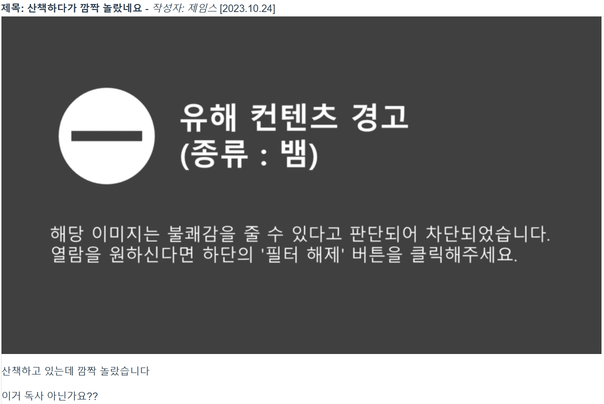 제목: 산책하다가 깜짝 놀랐네요 - 작성자: 제임스 [2023.10.24]
유해 컨텐츠 경고
(종류 : 뱀)
해당 이미지는 불쾌감을 줄 수 있다고 판단되어 차단되었습니다.
열람을 원하신다면 하단의 '필터 해제' 버튼을 클릭해주세요.
산책하고 있는데 깜짝 놀랐습니다
이거 독사 아닌가요??